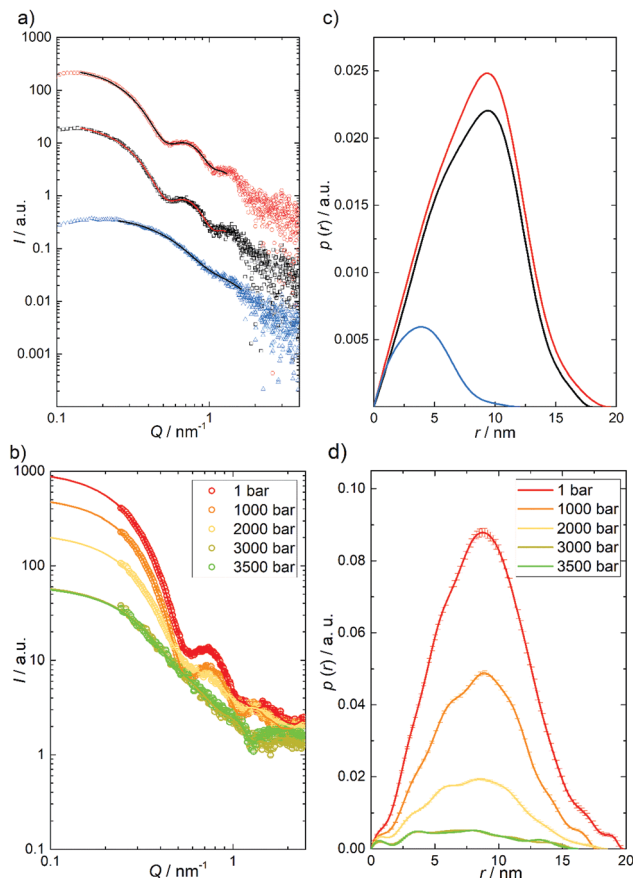 a)
1000
100
10
1
0.1
0.01
0.001
I / a.u.
0.1
1
Q / nm⁻¹
c)
0.025
0.020
0.015
0.010
0.005
p (r) / a.u.
0
5
10
15
20
r / nm
b)
1000
100
10
1
0.1
I / a.u.
1 bar
1000 bar
2000 bar
3000 bar
3500 bar
0.1
1
Q / nm⁻¹
d)
0.10
0.08
0.06
0.04
0.02
0.00
p (r) / a. u.
1 bar
1000 bar
2000 bar
3000 bar
3500 bar
0
5
10
15
20
r / nm